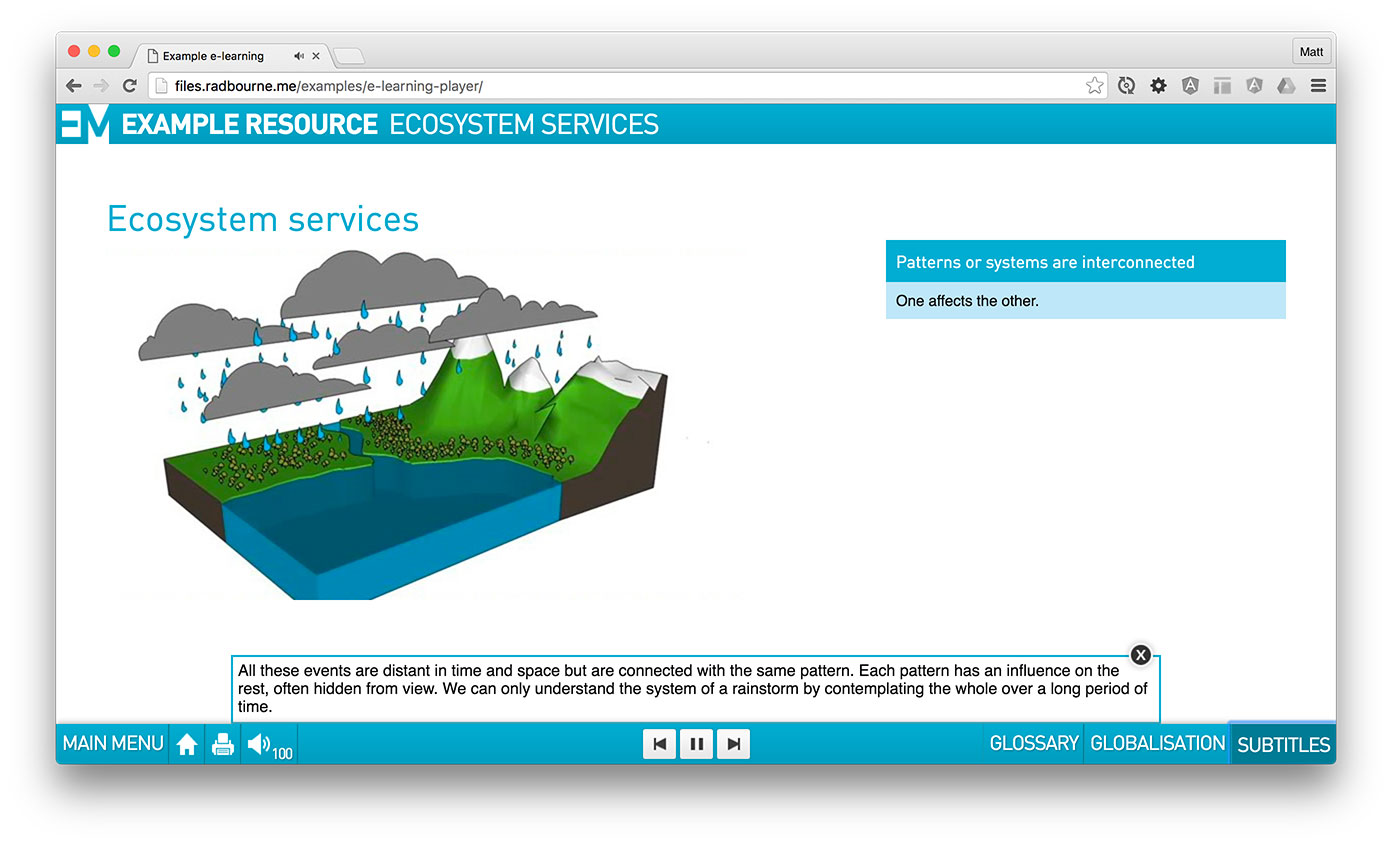 Example e-learning
Matt
files.radbourne.me/examples/e-learning-player/
EM EXAMPLE RESOURCE ECOSYSTEM SERVICES
Ecosystem services
Patterns or systems are interconnected
One affects the other.
X
All these events are distant in time and space but are connected with the same pattern. Each pattern has an influence on the
rest, often hidden from view. We can only understand the system of a rainstorm by contemplating the whole over a long period of
time.
MAIN MENU 100 GLOSSARY GLOBALISATION SUBTITLES